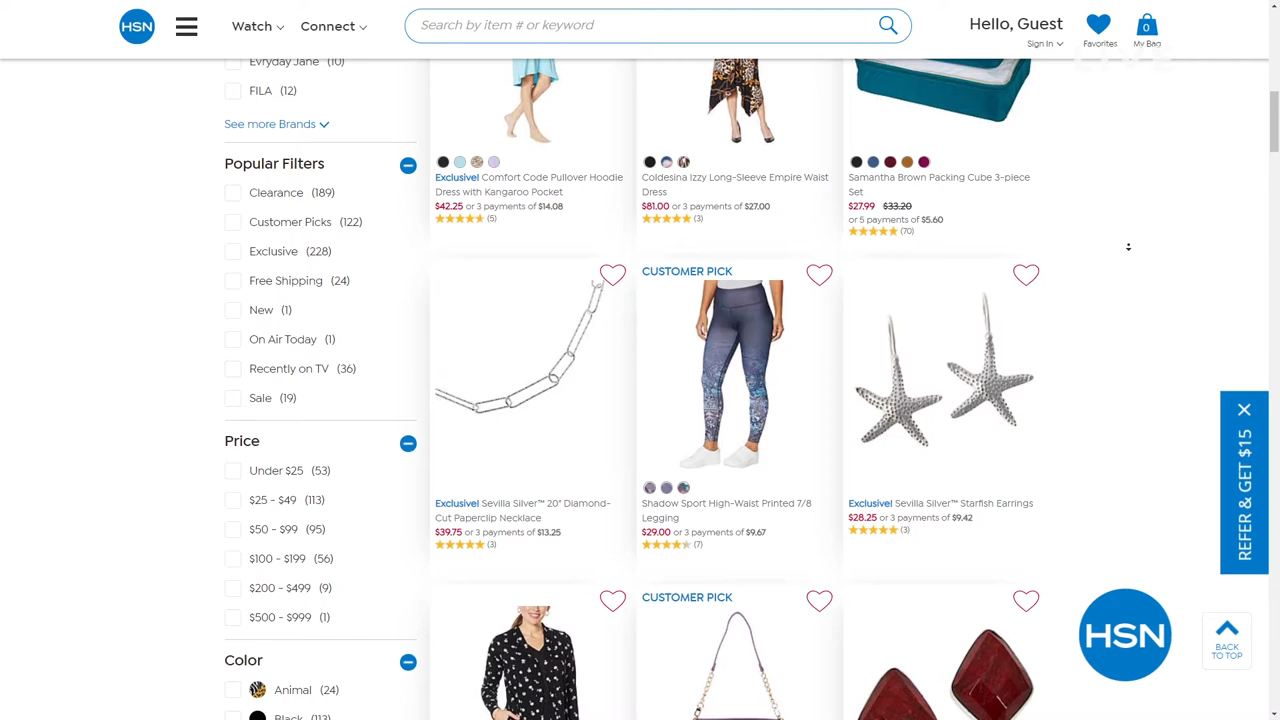 HSN
Watch
Connect
Search by item # or keyword
Hello, Guest
Sign In
Favorites
0
My Bag
Evryday Jane (10)
FILA (12)
See more Brands
Popular Filters
Clearance (189)
Customer Picks (122)
Exclusive (228)
Free Shipping (24)
New (1)
On Air Today (1)
Recently on TV (36)
Sale (19)
Price
Under $25 (53)
$25 - $49 (113)
$50 - $99 (95)
$100 - $199 (56)
$200 - $499 (9)
$500 - $999 (1)
Color
Animal (24)
Black (113)
Exclusive! Comfort Code Pullover Hoodie
Dress with Kangaroo Pocket
$42.25 or 3 payments of $14.08
(5)
Coldesina Izzy Long-Sleeve Empire Waist
Dress
$81.00 or 3 payments of $27.00
(3)
Samantha Brown Packing Cube 3-piece
Set
$27.99 $33.20
or 5 payments of $5.60
(70)
Exclusive! Sevilla Silver™ 20" Diamond-
Cut Paperclip Necklace
$39.75 or 3 payments of $13.25
(3)
CUSTOMER PICK
Shadow Sport High-Waist Printed 7/8
Legging
$29.00 or 3 payments of $9.67
(7)
Exclusive! Sevilla Silver™ Starfish Earrings
$28.25 or 3 payments of $9.42
(3)
CUSTOMER PICK
REFER & GET $15
HSN
BACK
TO TOP